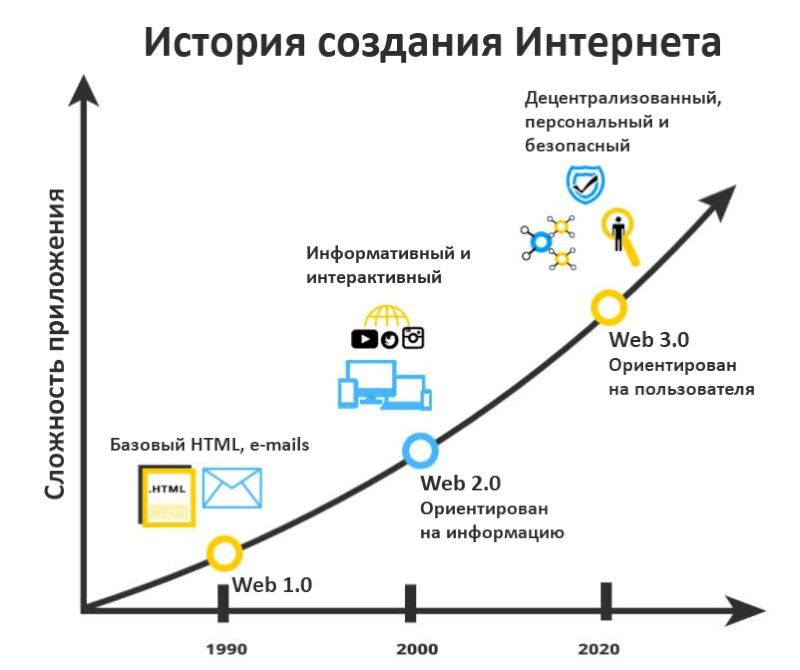 История создания Интернета
Децентрализованный,
персональный и
безопасный
Сложность приложения
Информативный и
интерактивный
Web 3.0
Ориентирован
на пользователя
Базовый HTML, e-mails
.HTML
Web 2.0
Ориентирован
на информацию
Web 1.0
1990
2000
2020